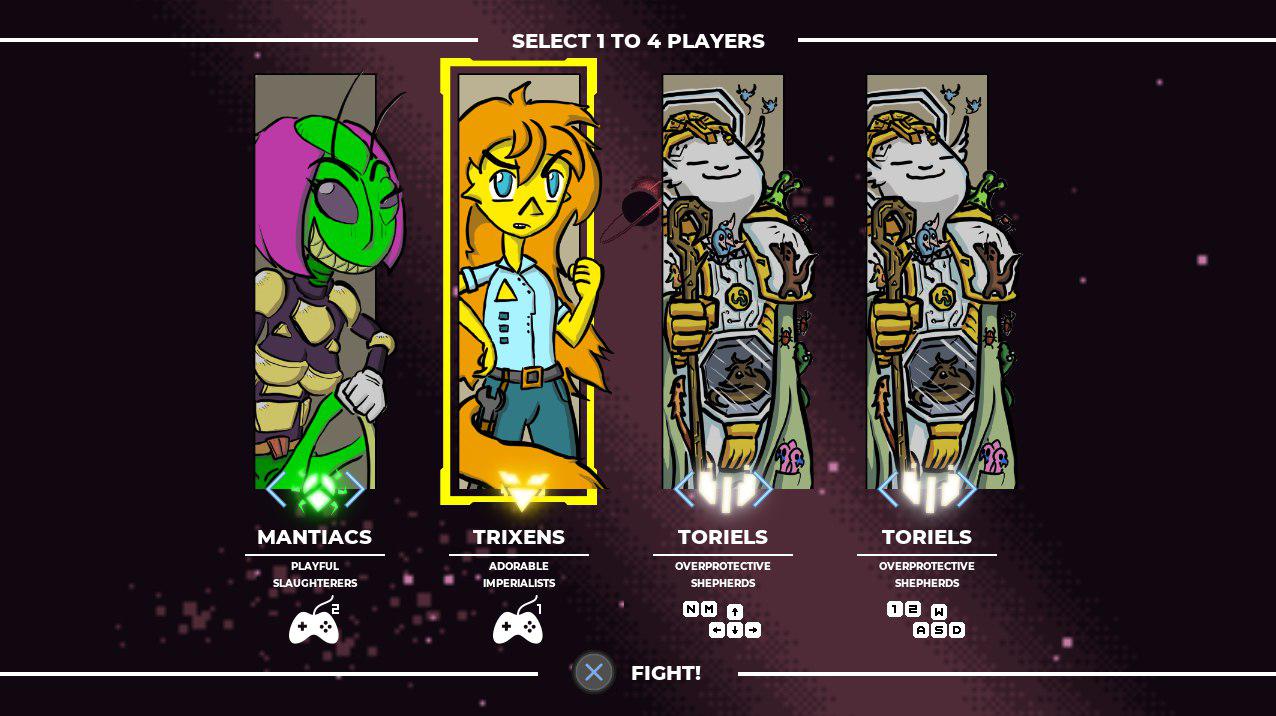 SELECT 1 TO 4 PLAYERS
MANTIACS
PLAYFUL
SLAUGHTERERS
2
TRIXENS
ADORABLE
IMPERIALISTS
1
TORIELS
OVERPROTECTIVE
SHEPHERDS
N M ↑
← ↓ →
TORIELS
OVERPROTECTIVE
SHEPHERDS
1 2 W
A S D
FIGHT!